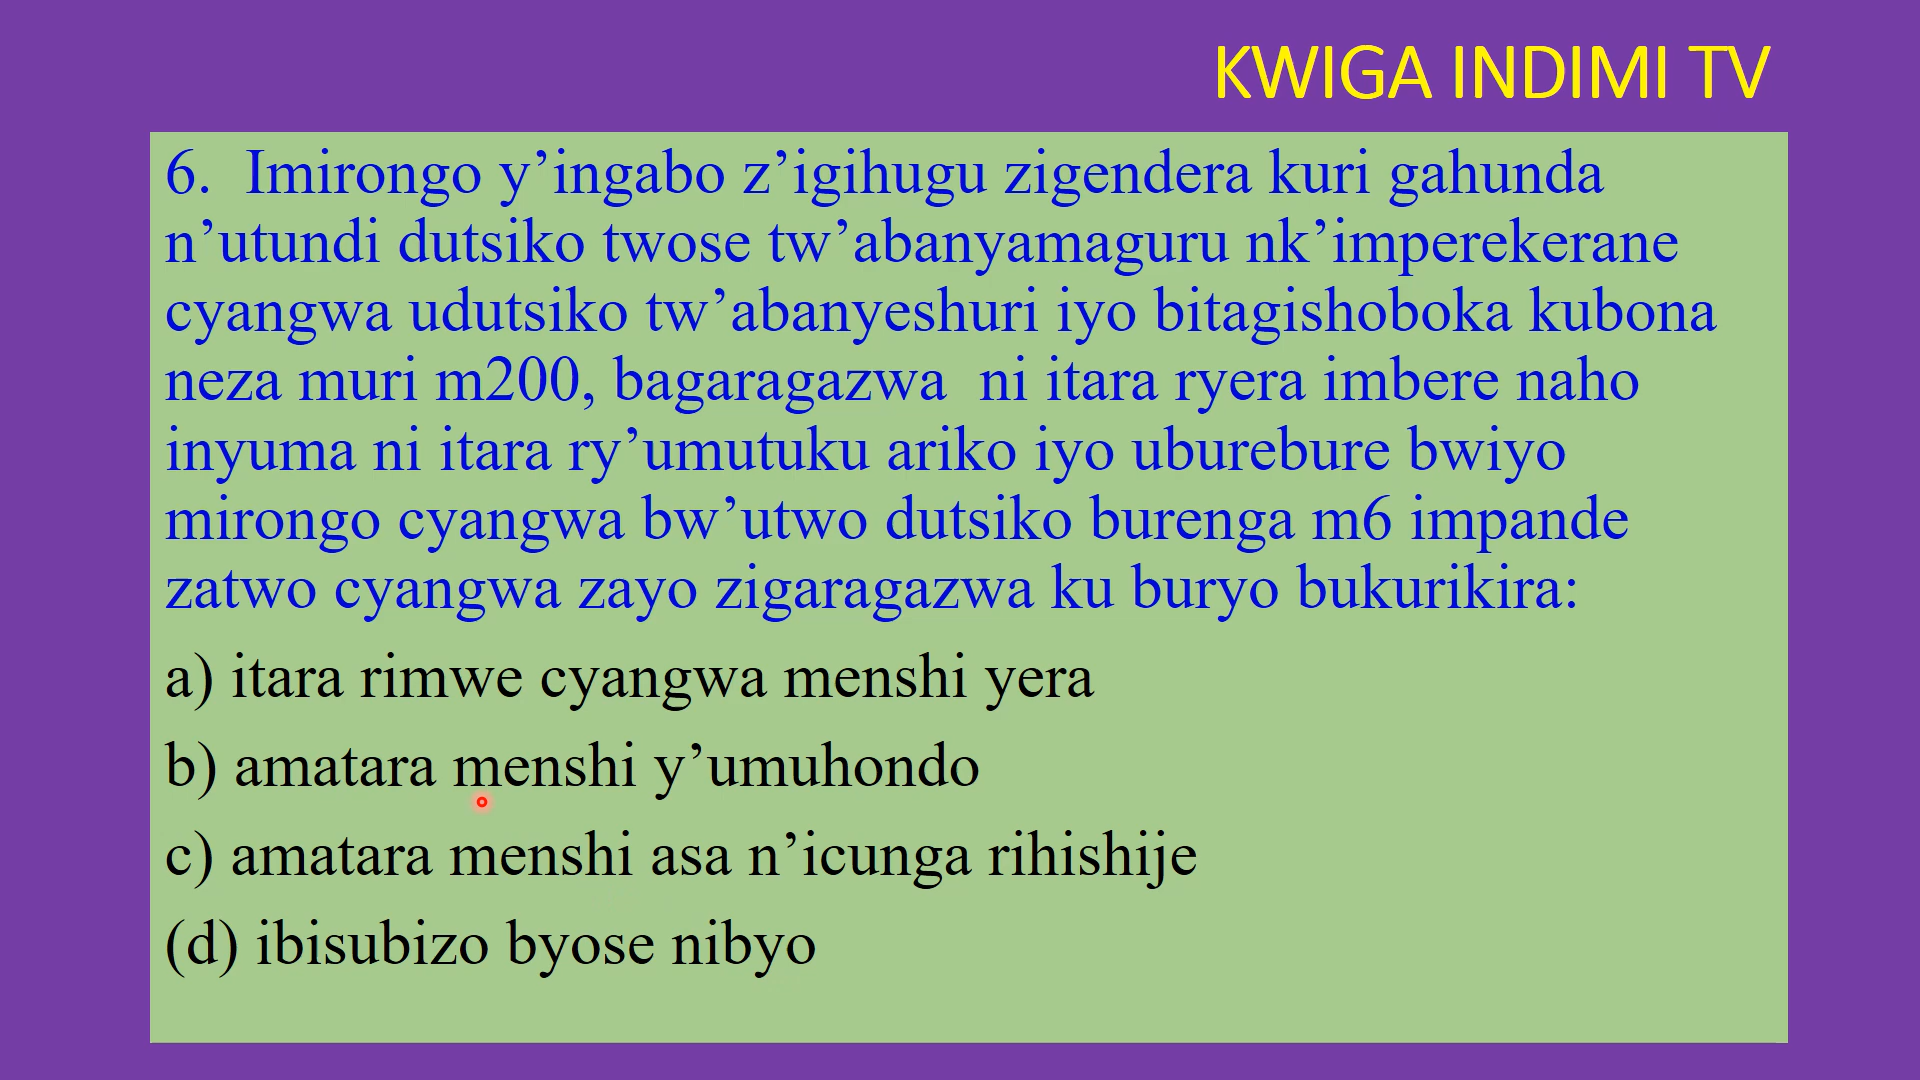 KWIGA INDIMI TV
6. Imirongo y’ingabo z’igihugu zigendera kuri gahunda
n’utundi dutsiko twose tw’abanyamaguru nk’imperekerane
cyangwa udutsiko tw’abanyeshuri iyo bitagishoboka kubona
neza muri m200, bagaragazwa ni itara ryera imbere naho
inyuma ni itara ry’umutuku ariko iyo uburebure bwiyo
mirongo cyangwa bw’utwo dutsiko burenga m6 impande
zatwo cyangwa zayo zigaragazwa ku buryo bukurikira:
a) itara rimwe cyangwa menshi yera
b) amatara menshi y’umuhondo
c) amatara menshi asa n’icunga rihishije
(d) ibisubizo byose nibyo